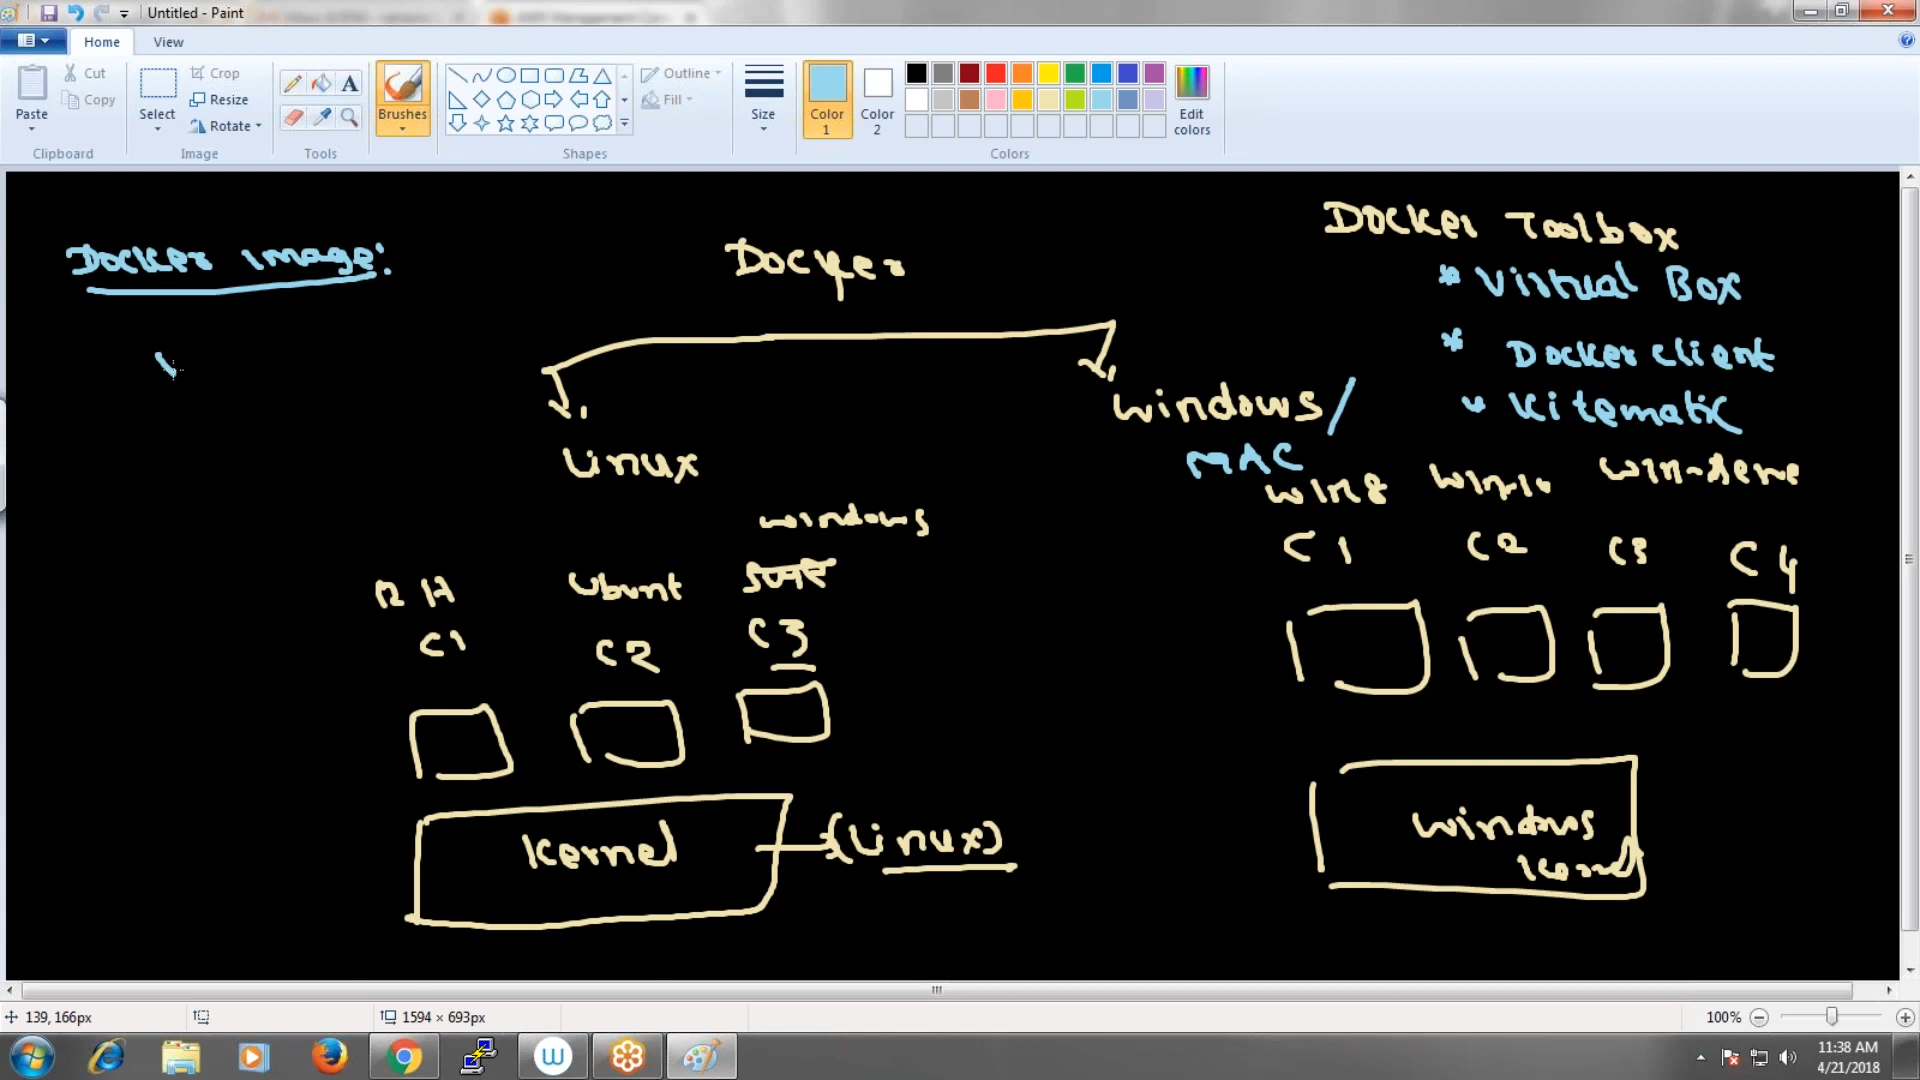 Untitled - Paint
Home View
Cut
Copy
Paste
Clipboard
Crop
Resize
Rotate
Select
Image
Tools
Brushes
Shapes
Outline
Fill
Size
Color 1
Color 2
Edit colors
Colors
Docker image:
Docker
Docker Toolbox
* Virtual Box
* Docker client
Kitematic
Linux
windows/
MAC
win8
win10
windows
RH
Ubunt
C1
C2
C3
C1
C2
C3
C4
Kernel
(Linux)
windows
139, 166px
1594 × 693px
100%
11:38 AM
4/21/2018